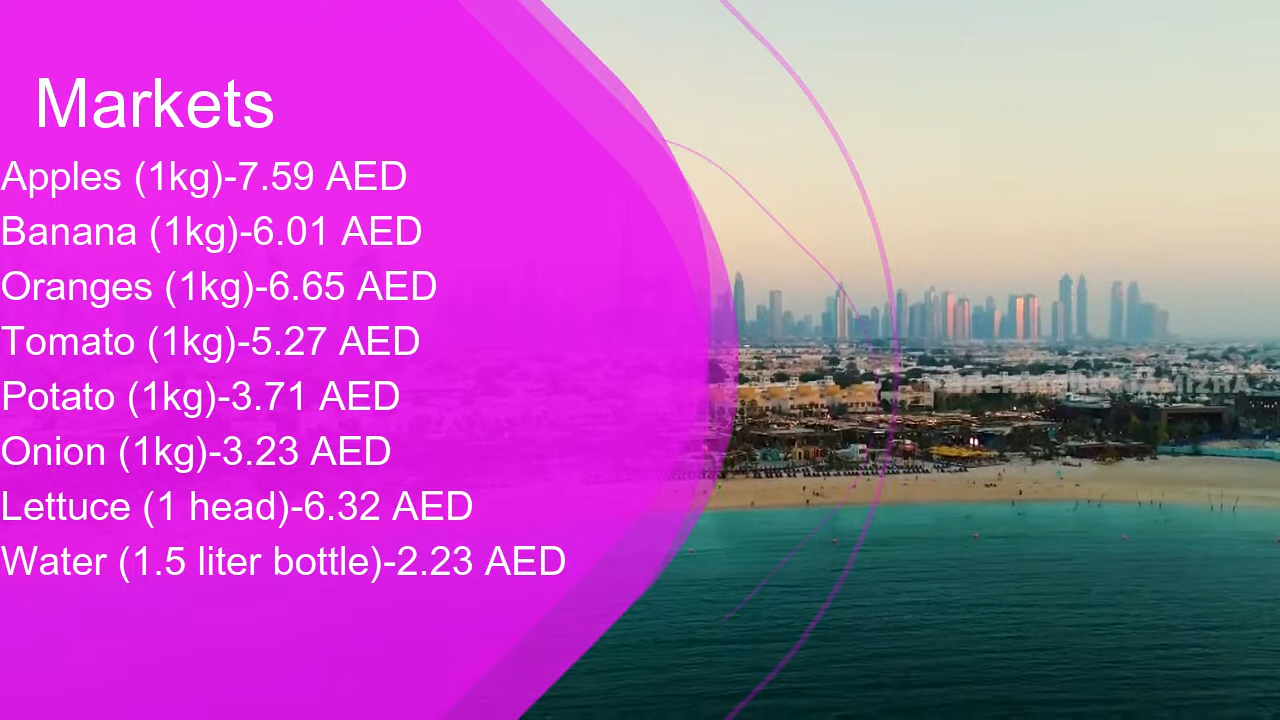 Markets
Apples (1kg)-7.59 AED
Banana (1kg)-6.01 AED
Oranges (1kg)-6.65 AED
Tomato (1kg)-5.27 AED
Potato (1kg)-3.71 AED
Onion (1kg)-3.23 AED
Lettuce (1 head)-6.32 AED
Water (1.5 liter bottle)-2.23 AED